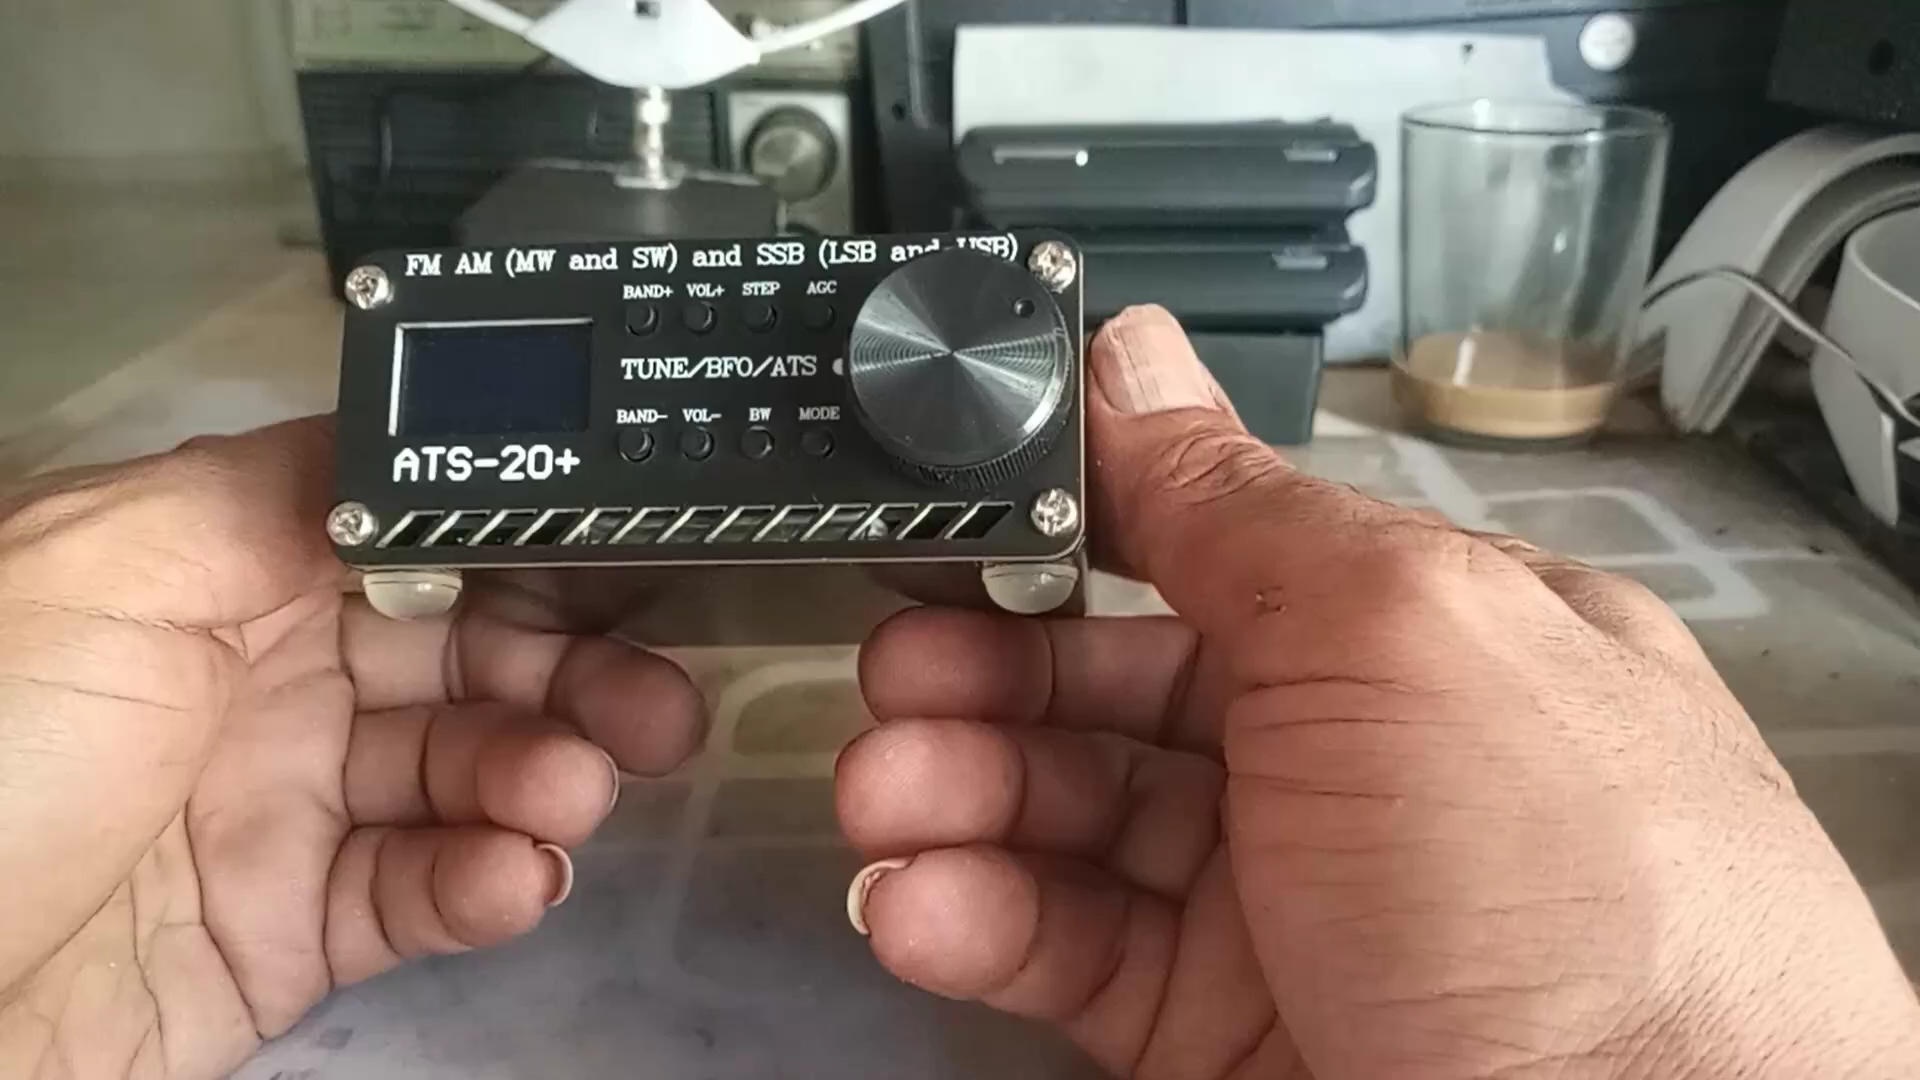 FM AM (MW and SW) and SSB (LSB and USB)
BAND+ VOL+ STEP AGC
TUNE/BFO/ATS
BAND- VOL- BW MODE
ATS-20+